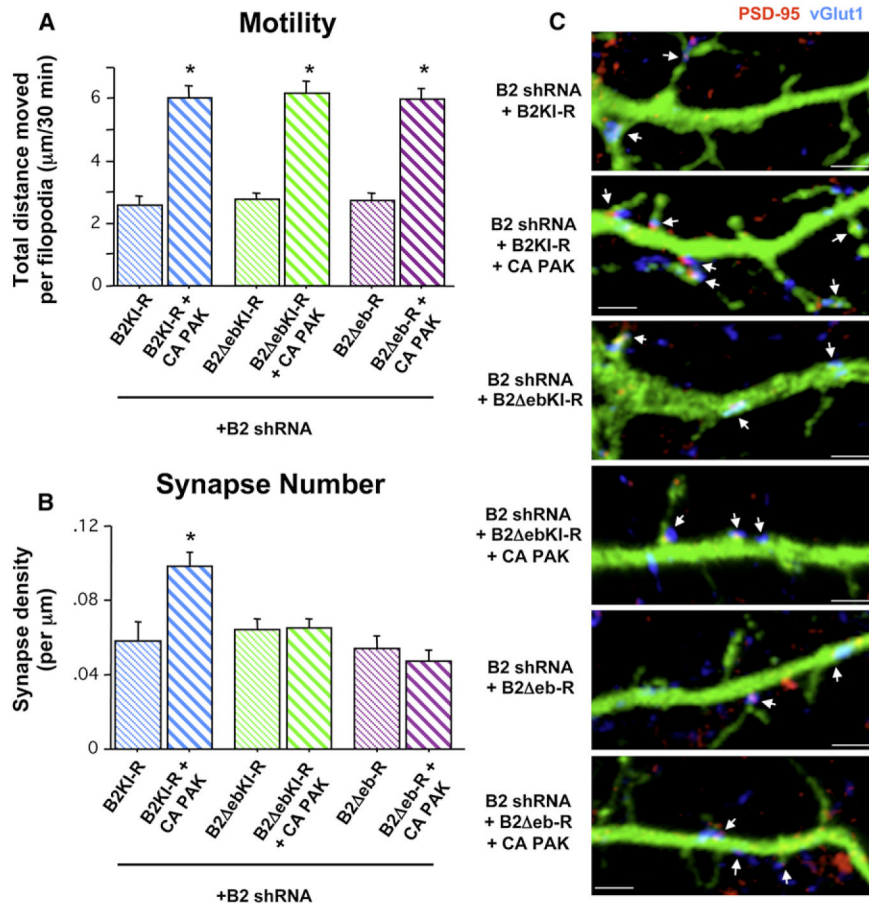 A
Motility
Total distance moved
per filopodia (μm/30 min)
6
4
2
0
*
*
*
B2KI-R
B2KI-R +
CA PAK
B2ΔebKI-R
B2ΔebKI-R
+ CA PAK
B2Δeb-R
B2Δeb-R +
CA PAK
+B2 shRNA
B
Synapse Number
Synapse density
(per μm)
.12
.08
.04
0
*
B2KI-R
B2KI-R +
CA PAK
B2ΔebKI-R
B2ΔebKI-R
+ CA PAK
B2Δeb-R
B2Δeb-R +
CA PAK
+B2 shRNA
C
PSD-95 vGlut1
B2 shRNA
+ B2KI-R
B2 shRNA
+ B2KI-R
+ CA PAK
B2 shRNA
+ B2ΔebKI-R
B2 shRNA
+ B2ΔebKI-R
+ CA PAK
B2 shRNA
+ B2Δeb-R
B2 shRNA
+ B2Δeb-R
+ CA PAK